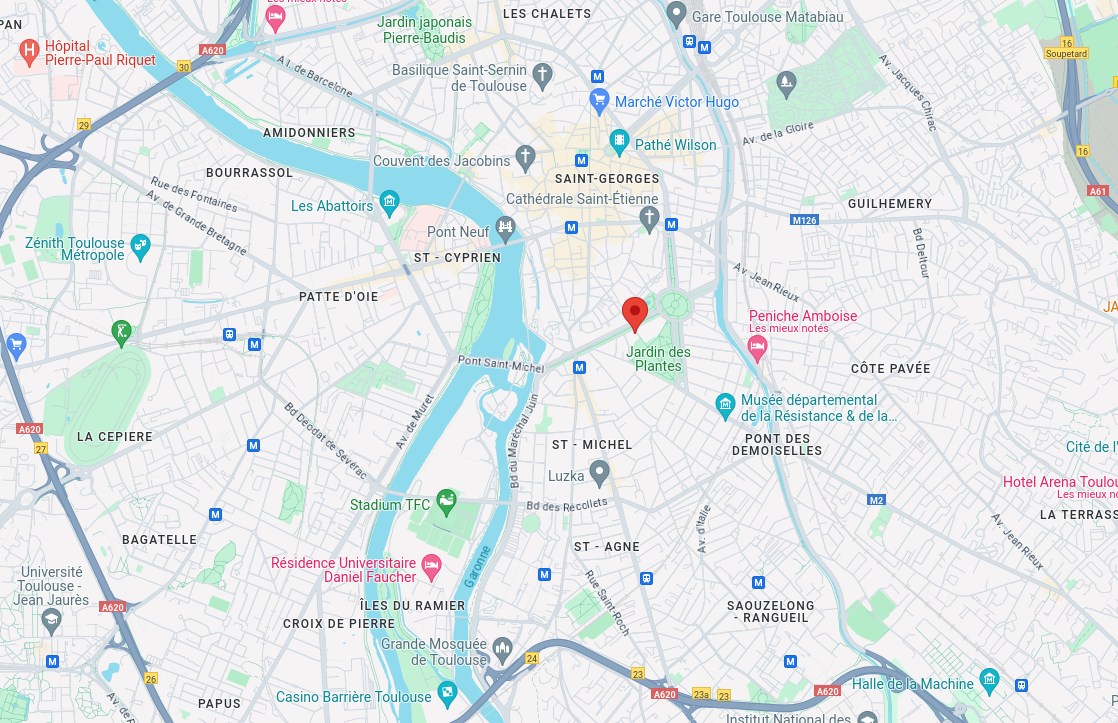 Les mieux notés
LES CHALETS
Gare Toulouse Matabiau
PAN
Jardin japonais
Pierre-Baudis
Hôpital
Pierre-Paul Riquet
A620
30
16
Soupetard
Al. de Barcelone
Basilique Saint-Sernin
de Toulouse
M
Marché Victor Hugo
Av. Jacques Chirac
29
AMIDONNIERS
Pathé Wilson
Av. de la Gloire
16
Couvent des Jacobins
M
BOURRASSOL
SAINT-GEORGES
A61
Rue des Fontaines
Av. de Grande Bretagne
Les Abattoirs
Cathédrale Saint-Étienne
GUILHEMERY
M126
Pont Neuf
M
M
Zénith Toulouse
Métropole
Bd Deltour
ST - CYPRIEN
Av. Jean Rieux
PATTE D'OIE
JA
Peniche Amboise
Les mieux notés
M
Jardin des
Plantes
Pont Saint-Michel
M
CÔTE PAVÉE
Av. de Muret
Bd du Maréchal Juin
Musée départemental
de la Résistance & de la...
Bd Déodat de Sévérac
A620
LA CEPIERE
27
M
ST - MICHEL
PONT DES
DEMOISELLES
Cité de l'
Luzka
Hotel Arena Toulou
Les mieux no
Stadium TFC
Bd des Récollets
M2
LA TERRASS
M
Av. d'Italie
Av. Jean Rieux
BAGATELLE
ST - AGNE
Garonne
Résidence Universitaire
Daniel Faucher
Université
Toulouse -
Jean Jaurès
M
M
Rue Saint-Roch
A620
ÎLES DU RAMIER
SAOUZELONG
- RANGUEIL
CROIX DE PIERRE
Grande Mosquée
de Toulouse
24
M
M
26
23
Halle de la Machine
Casino Barrière Toulouse
A620
23a
23
A620
PAPUS
Av. du
Institut National des